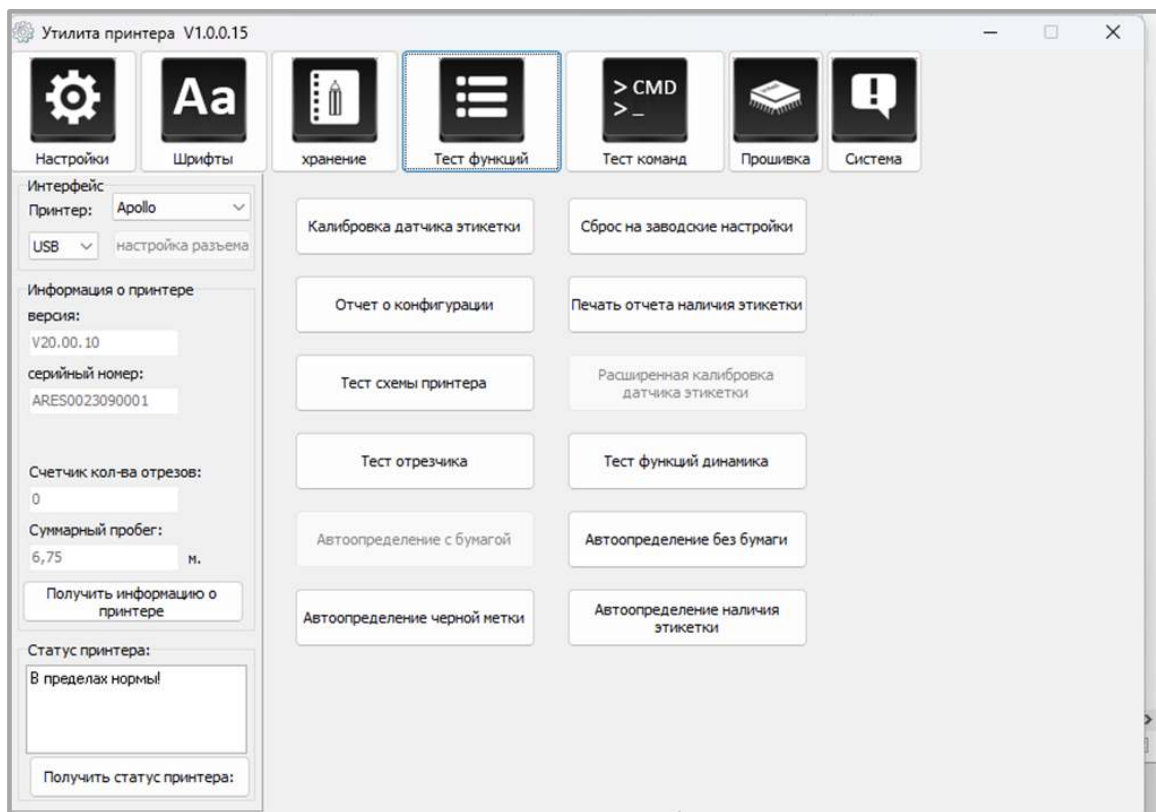 Утилита принтера V1.0.0.15
Aa
> CMD
>_
Настройки
Шрифты
хранение
Тест функций
Тест команд
Прошивка
Система
Интерфейс
Принтер:
Apollo
USB
настройка разъема
Информация о принтере
версия:
V20.00.10
серийный номер:
ARES0023090001
Счетчик кол-ва отрезов:
0
Суммарный пробег:
6,75
м.
Получить информацию о
принтере
Статус принтера:
В пределах нормы!
Получить статус принтера:
Калибровка датчика этикетки
Сброс на заводские настройки
Отчет о конфигурации
Печать отчета наличия этикетки
Тест схемы принтера
Расширенная калибровка
датчика этикетки
Тест отрезчика
Тест функций динамика
Автоопределение с бумагой
Автоопределение без бумаги
Автоопределение черной метки
Автоопределение наличия
этикетки